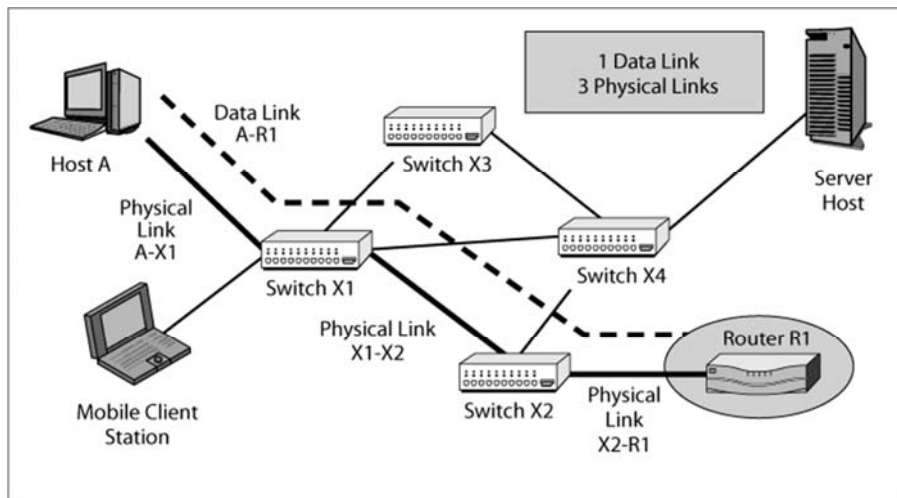 1 Data Link
3 Physical Links
Data Link
A-R1
Host A
Switch X3
Server
Host
Physical
Link
A-X1
Switch X1
Switch X4
Physical Link
X1-X2
Router R1
Mobile Client
Station
Switch X2
Physical
Link
X2-R1